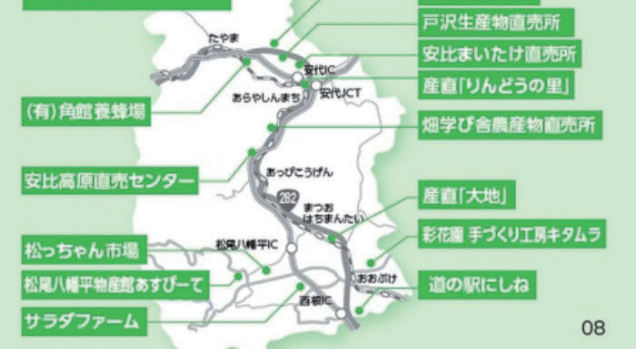 戸沢生産物直売所
たやま
安比まいたけ直売所
安代IC
産直「りんどうの里」
あらやしんまち
安代JCT
(有)角館養蜂場
畑学び舎農産物直売所
安比高原直売センター
あっぴこうげん
282
産直「大地」
まつお
はちまんたい
彩花園 手づくり工房キタムラ
松っちゃん市場
松尾八幡平IC
おおぶけ
松尾八幡平物産館あすぴーて
道の駅にしね
西根IC
サラダファーム
08